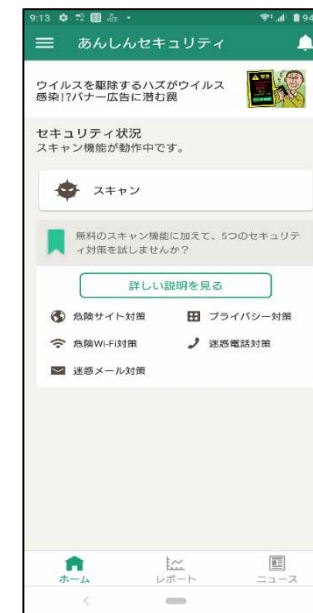 9:13
94
あんしんセキュリティ
ウイルスを駆除するハズがウイルス
感染!?バナー広告に潜む罠
セキュリティ状況
スキャン機能が動作中です。
スキャン
無料のスキャン機能に加えて、5つのセキュリテ
ィ対策を試しませんか？
詳しい説明を見る
危険サイト対策
プライバシー対策
危険Wi-Fi対策
迷惑電話対策
迷惑メール対策
ホーム
レポート
ニュース